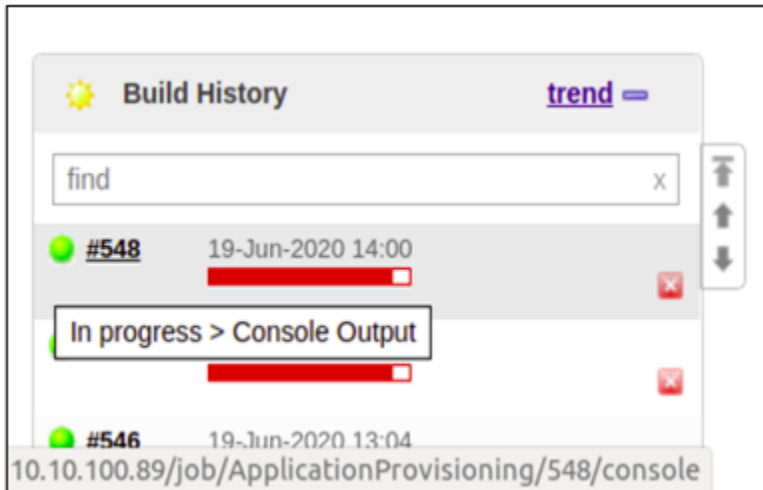 Build History trend
find x
#548 19-Jun-2020 14:00
In progress > Console Output
#546 19-Jun-2020 13:04
10.10.100.89/job/ApplicationProvisioning/548/console